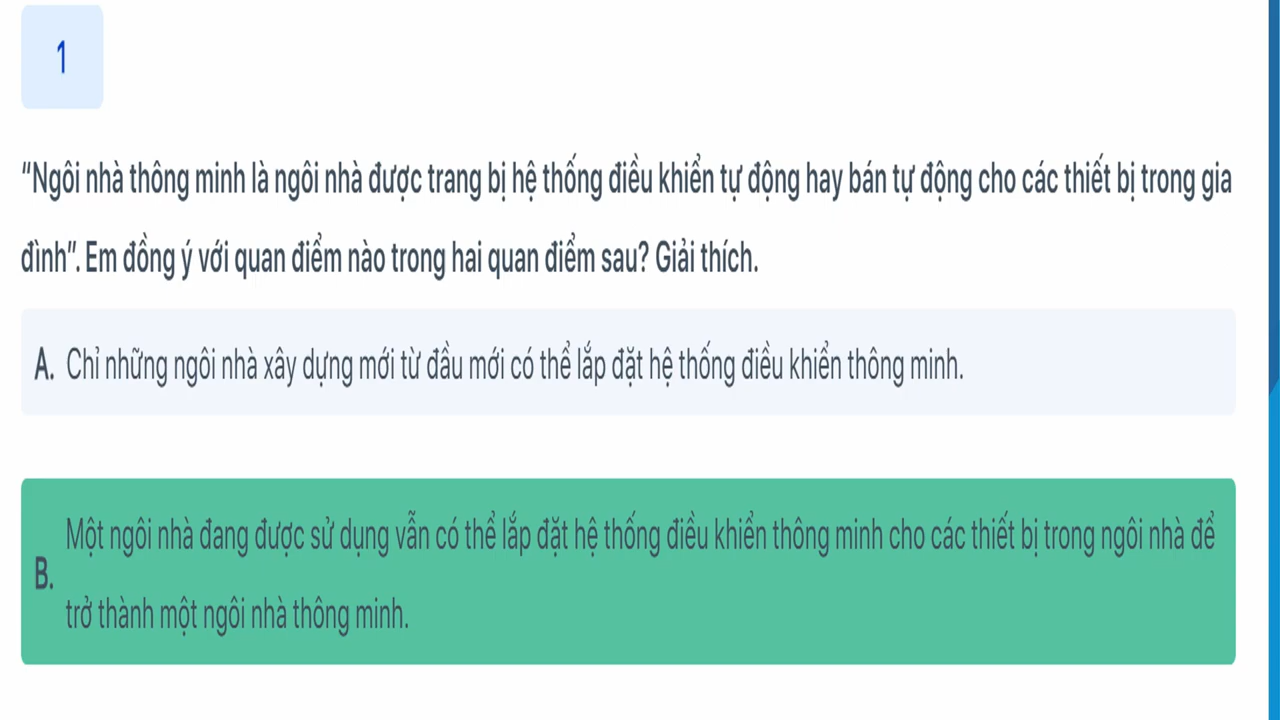 1
“Ngôi nhà thông minh là ngôi nhà được trang bị hệ thống điều khiển tự động hay bán tự động cho các thiết bị trong gia
đình”. Em đồng ý với quan điểm nào trong hai quan điểm sau? Giải thích.
A. Chỉ những ngôi nhà xây dựng mới từ đầu mới có thể lắp đặt hệ thống điều khiển thông minh.
Một ngôi nhà đang được sử dụng vẫn có thể lắp đặt hệ thống điều khiển thông minh cho các thiết bị trong ngôi nhà để
B.
trở thành một ngôi nhà thông minh.